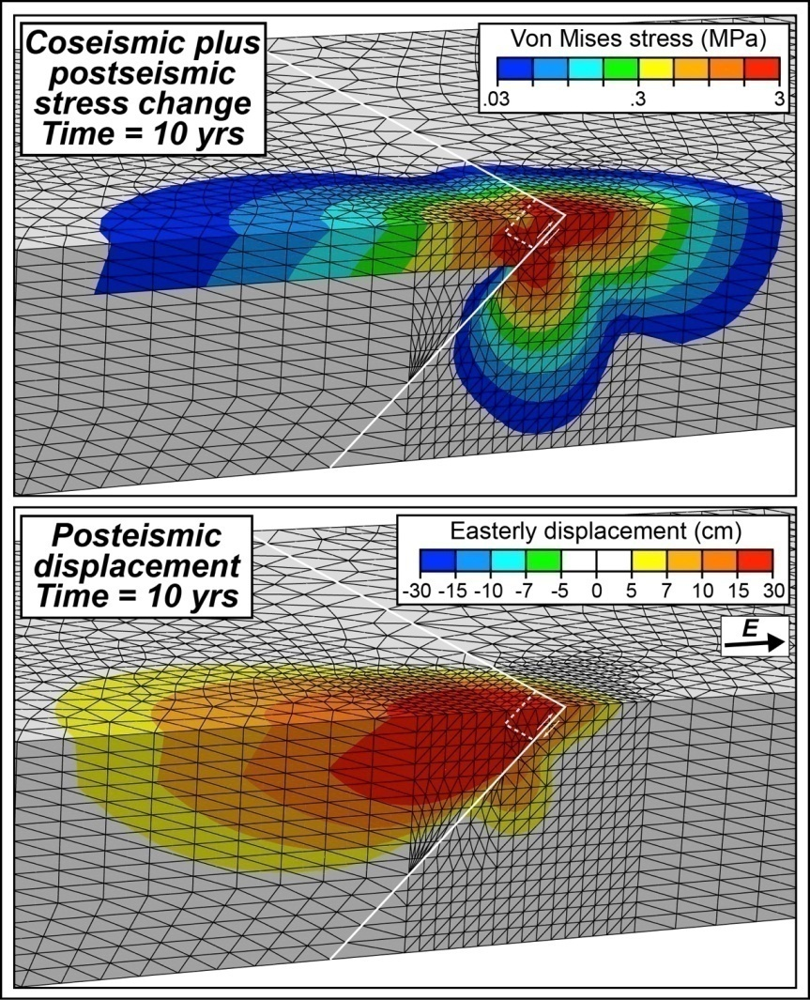 Coseismic plus
postseismic
stress change
Time = 10 yrs
Von Mises stress (MPa)
.03 .3 3
Posteismic
displacement
Time = 10 yrs
Easterly displacement (cm)
-30 -15 -10 -7 -5 0 5 7 10 15 30
E